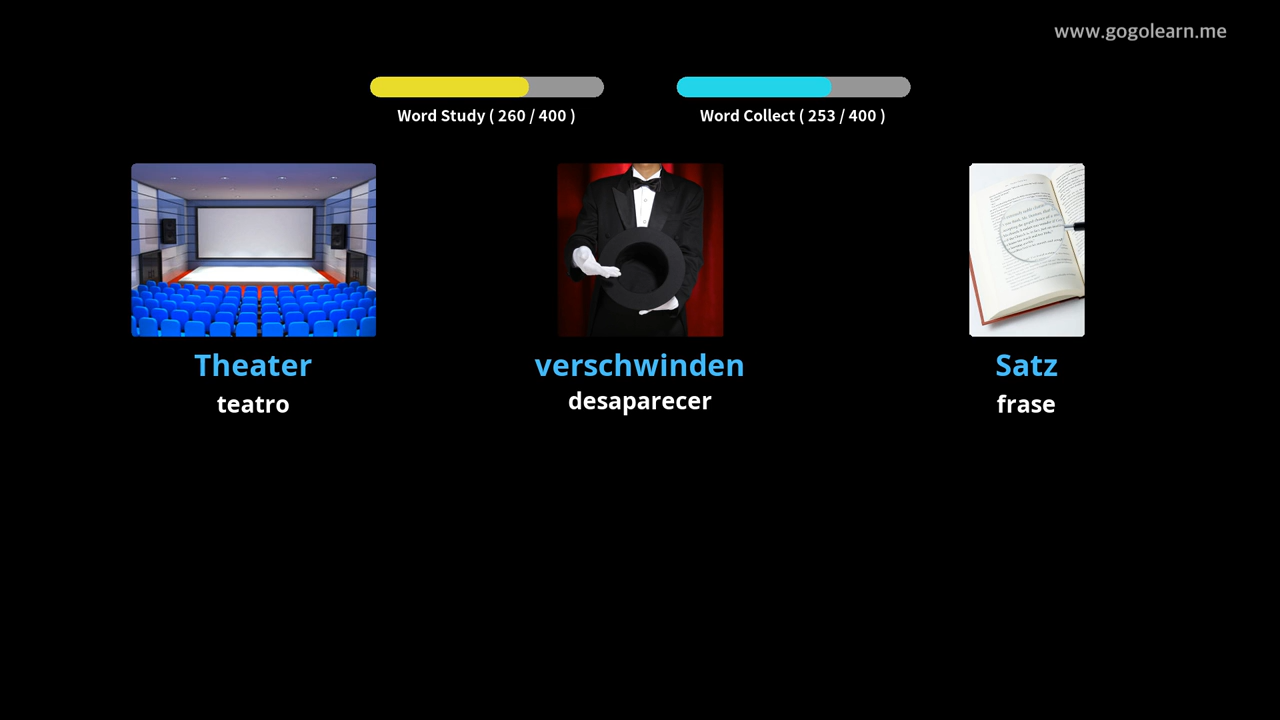 www.gogolearn.me
Word Study ( 260 / 400 )
Word Collect ( 253 / 400 )
Theater
verschwinden
Satz
teatro
desaparecer
frase